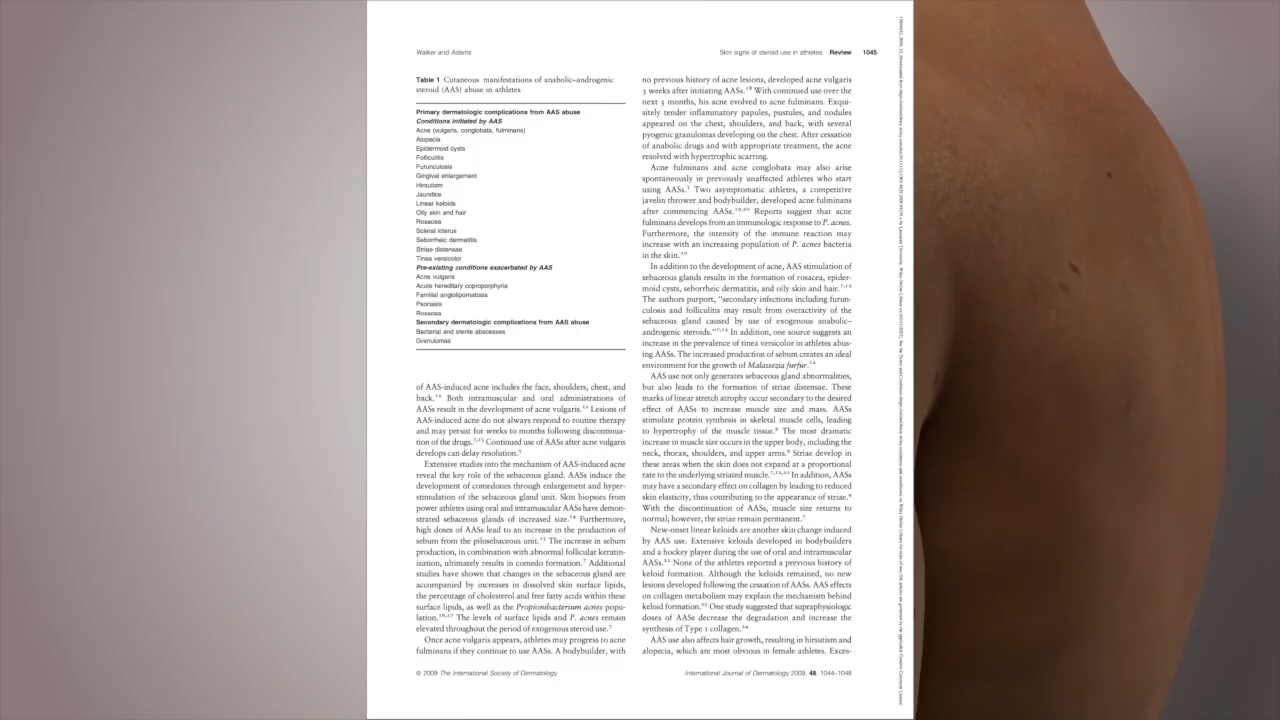 Walker and Adams
Skin signs of steroid use in athletes Review 1045
Table 1 Cutaneous manifestations of anabolic–androgenic
steroid (AAS) abuse in athletes
Primary dermatologic complications from AAS abuse
Conditions initiated by AAS
Acne (vulgaris, conglobata, fulminans)
Alopecia
Epidermoid cysts
Folliculitis
Furunculosis
Gingival enlargement
Hirsutism
Jaundice
Linear keloids
Oily skin and hair
Rosacea
Scleral icterus
Seborrheic dermatitis
Striae distensae
Tinea versicolor
Pre-existing conditions exacerbated by AAS
Acne vulgaris
Acute hereditary coproporphyria
Familial angiolipomatosis
Psoriasis
Rosacea
Secondary dermatologic complications from AAS abuse
Bacterial and sterile abscesses
Granulomas
of AAS-induced acne includes the face, shoulders, chest, and
back.¹⁴ Both intramuscular and oral administrations of
AASs result in the development of acne vulgaris.¹² Lesions of
AAS-induced acne do not always respond to routine therapy
and may persist for weeks to months following discontinua-
tion of the drugs.⁷,¹³ Continued use of AASs after acne vulgaris
develops can delay resolution.⁵
Extensive studies into the mechanism of AAS-induced acne
reveal the key role of the sebaceous gland. AASs induce the
development of comedones through enlargement and hyper-
stimulation of the sebaceous gland unit. Skin biopsies from
power athletes using oral and intramuscular AASs have demon-
strated sebaceous glands of increased size.¹⁴ Furthermore,
high doses of AASs lead to an increase in the production of
sebum from the pilosebaceous unit.¹⁵ The increase in sebum
production, in combination with abnormal follicular keratin-
ization, ultimately results in comedo formation.⁷ Additional
studies have shown that changes in the sebaceous gland are
accompanied by increases in dissolved skin surface lipids,
the percentage of cholesterol and free fatty acids within these
surface lipids, as well as the Propionibacterium acnes popu-
lation.¹⁶,¹⁷ The levels of surface lipids and P. acnes remain
elevated throughout the period of exogenous steroid use.⁷
Once acne vulgaris appears, athletes may progress to acne
fulminans if they continue to use AASs. A bodybuilder, with
no previous history of acne lesions, developed acne vulgaris
3 weeks after initiating AASs.¹⁸ With continued use over the
next 3 months, his acne evolved to acne fulminans. Exqui-
sitely tender inflammatory papules, pustules, and nodules
appeared on the chest, shoulders, and back, with several
pyogenic granulomas developing on the chest. After cessation
of anabolic drugs and with appropriate treatment, the acne
resolved with hypertrophic scarring.
Acne fulminans and acne conglobata may also arise
spontaneously in previously unaffected athletes who start
using AASs.⁵ Two asymptomatic athletes, a competitive
javelin thrower and bodybuilder, developed acne fulminans
after commencing AASs.¹⁹,²⁰ Reports suggest that acne
fulminans develops from an immunologic response to P. acnes.
Furthermore, the intensity of the immune reaction may
increase with an increasing population of P. acnes bacteria
in the skin.²⁰
In addition to the development of acne, AAS stimulation of
sebaceous glands results in the formation of rosacea, epider-
moid cysts, seborrheic dermatitis, and oily skin and hair.⁷,¹²
The authors purport, "secondary infections including furun-
culosis and folliculitis may result from overactivity of the
sebaceous gland caused by use of exogenous anabolic–
androgenic steroids."⁷,¹² In addition, one source suggests an
increase in the prevalence of tinea versicolor in athletes abus-
ing AASs. The increased production of sebum creates an ideal
environment for the growth of Malassezia furfur.¹²
AAS use not only generates sebaceous gland abnormalities,
but also leads to the formation of striae distensae. These
marks of linear stretch atrophy occur secondary to the desired
effect of AASs to increase muscle size and mass. AASs
stimulate protein synthesis in skeletal muscle cells, leading
to hypertrophy of the muscle tissue.⁹ The most dramatic
increase in muscle size occurs in the upper body, including the
neck, thorax, shoulders, and upper arms.⁹ Striae develop in
these areas when the skin does not expand at a proportional
rate to the underlying striated muscle.⁷,¹²,²¹ In addition, AASs
may have a secondary effect on collagen by leading to reduced
skin elasticity, thus contributing to the appearance of striae.⁴
With the discontinuation of AASs, muscle size returns to
normal; however, the striae remain permanent.⁷
New-onset linear keloids are another skin change induced
by AAS use. Extensive keloids developed in bodybuilders
and a hockey player during the use of oral and intramuscular
AASs.²² None of the athletes reported a previous history of
keloid formation. Although the keloids remained, no new
lesions developed following the cessation of AASs. AAS effects
on collagen metabolism may explain the mechanism behind
keloid formation.²³ One study suggested that supraphysiologic
doses of AASs decrease the degradation and increase the
synthesis of Type 1 collagen.²⁴
AAS use also affects hair growth, resulting in hirsutism and
alopecia, which are most obvious in female athletes. Exces-
© 2009 The International Society of Dermatology
International Journal of Dermatology 2009, 48, 1044–1048